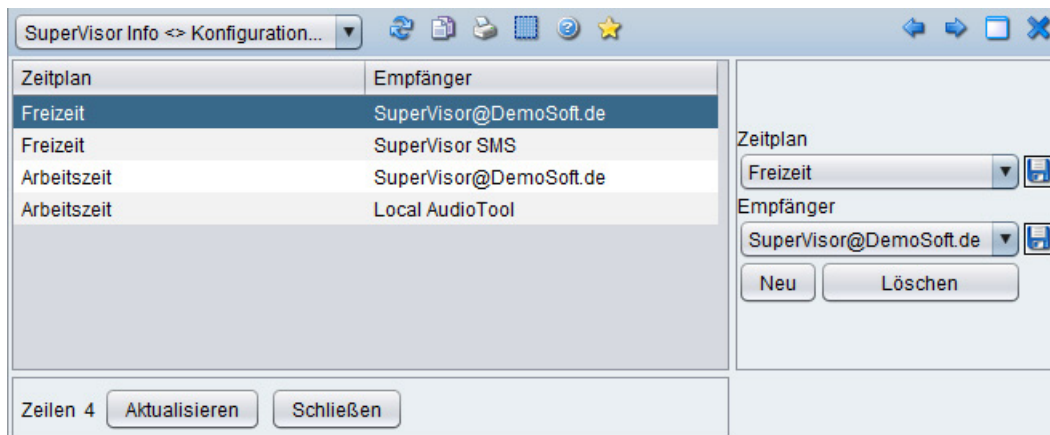 SuperVisor Info <> Konfiguration...
Zeitplan Empfänger
Freizeit SuperVisor@DemoSoft.de
Freizeit SuperVisor SMS
Arbeitszeit SuperVisor@DemoSoft.de
Arbeitszeit Local AudioTool
Zeitplan
Freizeit
Empfänger
SuperVisor@DemoSoft.de
Neu Löschen
Zeilen 4 Aktualisieren Schließen